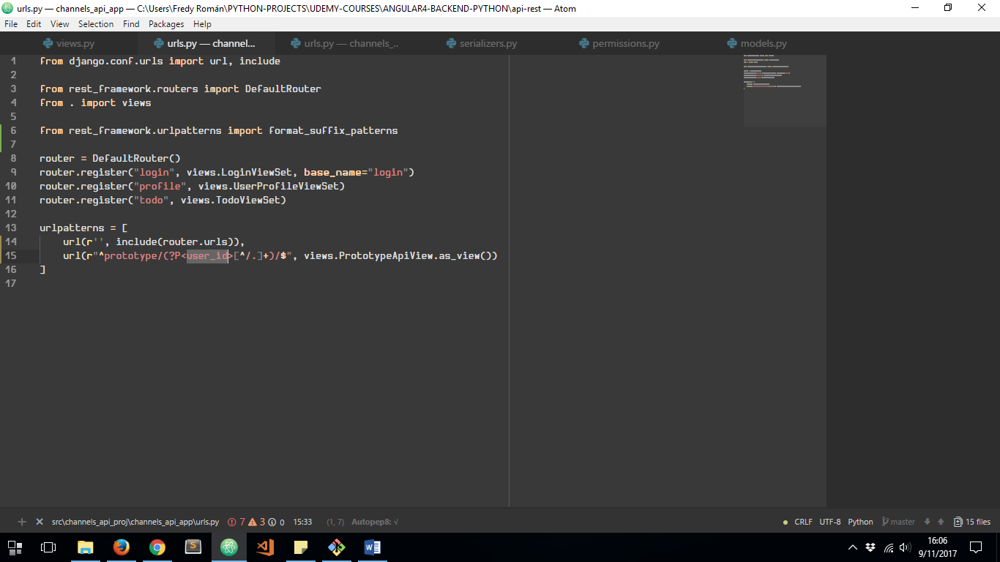 urls.py — channels_api_app — C:\Users\Fredy Román\PYTHON-PROJECTS\UDEMY-COURSES\ANGULAR4-BACKEND-PYTHON\api-rest — Atom
File Edit View Selection Find Packages Help
views.py urls.py — channel... urls.py — channels_.. serializers.py permissions.py models.py
1 from django.conf.urls import url, include
2
3 from rest_framework.routers import DefaultRouter
4 from . import views
5
6 from rest_framework.urlpatterns import format_suffix_patterns
7
8 router = DefaultRouter()
9 router.register("login", views.LoginViewSet, base_name="login")
10 router.register("profile", views.UserProfileViewSet)
11 router.register("todo", views.TodoViewSet)
12
13 urlpatterns = [
14     url(r'', include(router.urls)),
15     url(r"^prototype/(?P<user_id>[^/.]+)/$", views.PrototypeApiView.as_view())
16 ]
17
src\channels_api_proj\channels_api_app\urls.py 7 3 0 15:33 (1, 7) Autopep8: √ CRLF UTF-8 Python master 15 files
16:06
9/11/2017